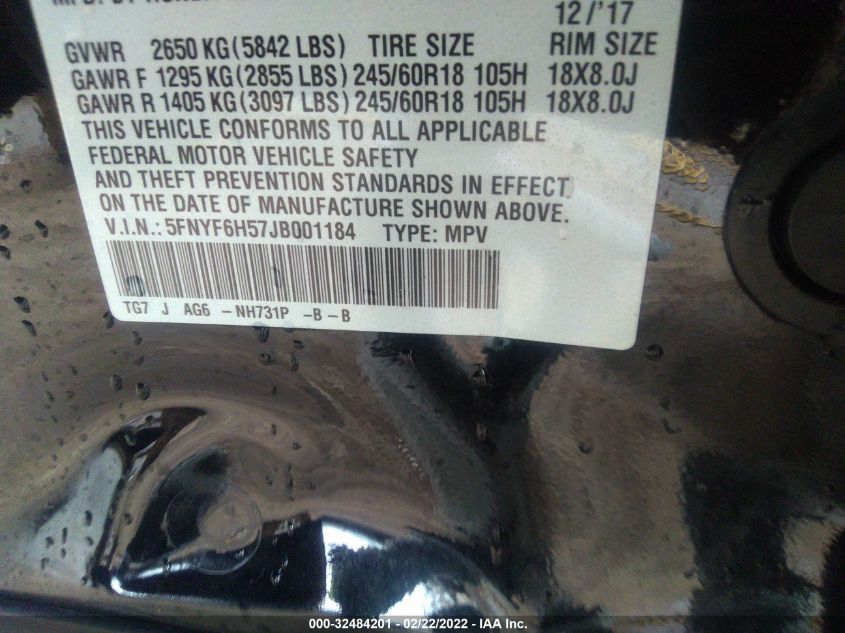 12/'17
GVWR 2650 KG(5842 LBS) TIRE SIZE RIM SIZE
GAWR F 1295 KG(2855 LBS) 245/60R18 105H 18X8.0J
GAWR R 1405 KG(3097 LBS) 245/60R18 105H 18X8.0J
THIS VEHICLE CONFORMS TO ALL APPLICABLE
FEDERAL MOTOR VEHICLE SAFETY
AND THEFT PREVENTION STANDARDS IN EFFECT
ON THE DATE OF MANUFACTURE SHOWN ABOVE.
V.I.N.: 5FNYF6H57JB001184 TYPE: MPV
TG7 J AG6 -NH731P -B-B
000-32484201 - 02/22/2022 - IAA Inc.